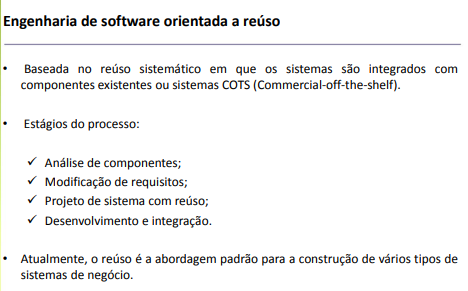 Engenharia de software orientada a reúso
• Baseada no reúso sistemático em que os sistemas são integrados com
componentes existentes ou sistemas COTS (Commercial-off-the-shelf).
• Estágios do processo:
✓ Análise de componentes;
✓ Modificação de requisitos;
✓ Projeto de sistema com reúso;
✓ Desenvolvimento e integração.
• Atualmente, o reúso é a abordagem padrão para a construção de vários tipos de
sistemas de negócio.